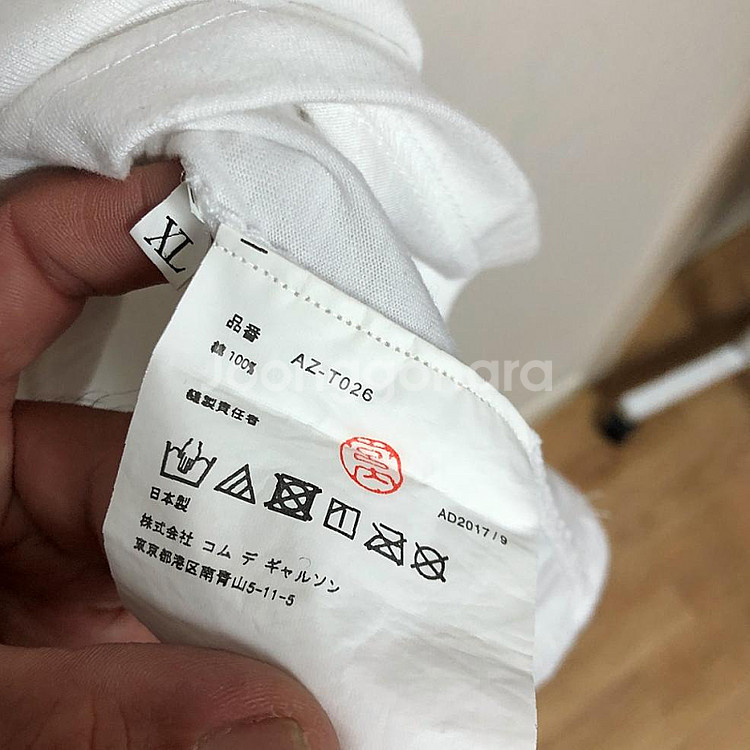 XL
品番 AZ-T026
綿 100%
縫製責任者
AD2017/9
日本製
株式会社 コム デ ギャルソン
東京都港区南青山5-11-5
joonggonara